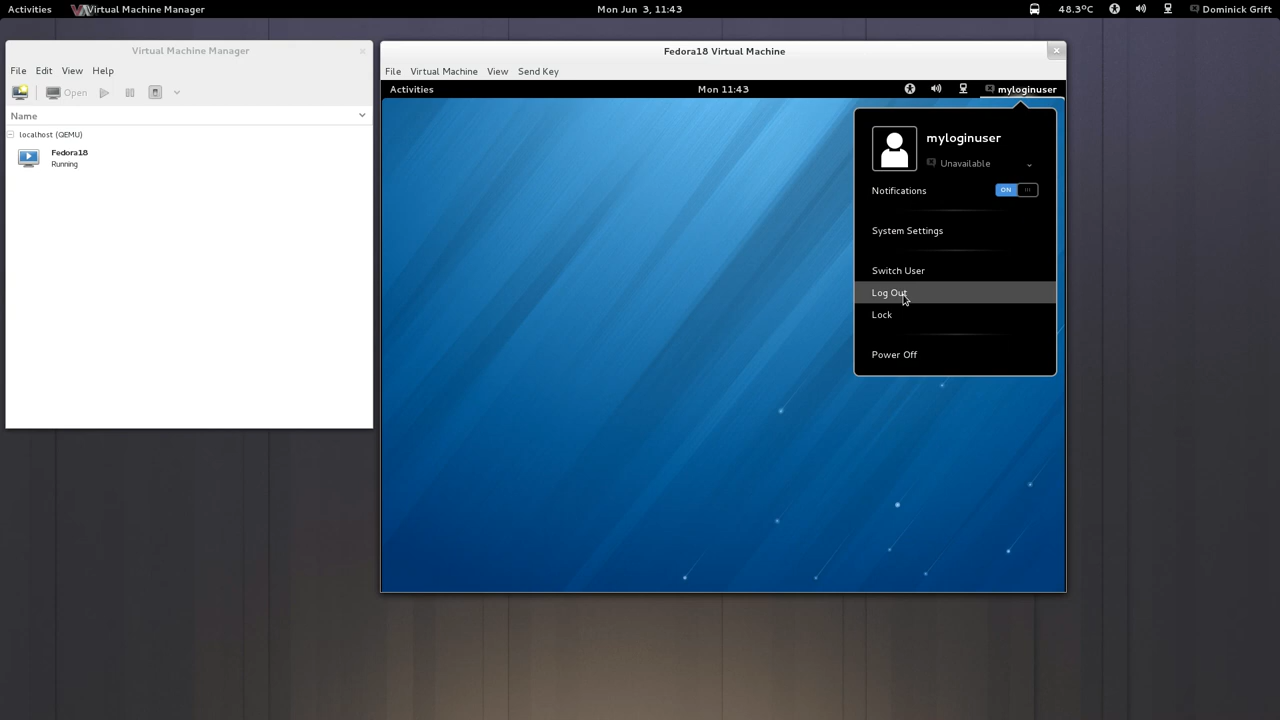 Activities Virtual Machine Manager Mon Jun 3, 11:43 48.3°C Dominick Grift
Virtual Machine Manager
File Edit View Help
Open
Name
localhost (QEMU)
Fedora18
Running
Fedora18 Virtual Machine
File Virtual Machine View Send Key
Activities Mon 11:43 myloginuser
myloginuser
Unavailable
Notifications ON
System Settings
Switch User
Log Out
Lock
Power Off